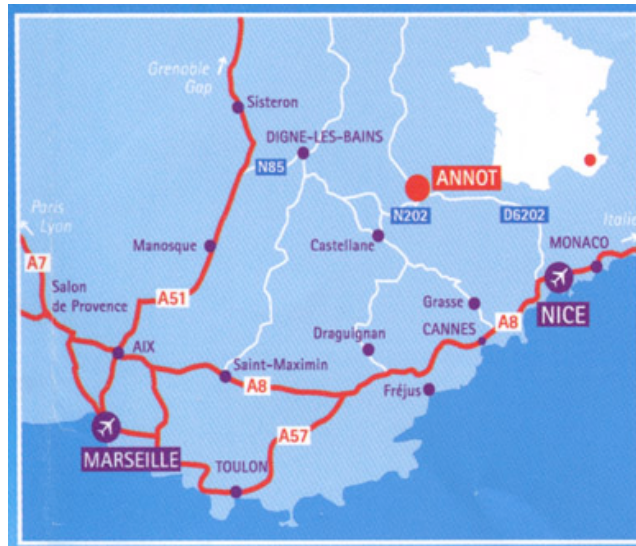 Grenoble
Gap
Sisteron
DIGNE-LES-BAINS
N85
ANNOT
N202
D6202
Paris
Lyon
Italie
A7
Manosque
Castellane
MONACO
Salon
de Provence
A51
Grasse
NICE
AIX
Draguignan
CANNES
A8
Saint-Maximin
A8
Fréjus
A57
MARSEILLE
TOULON